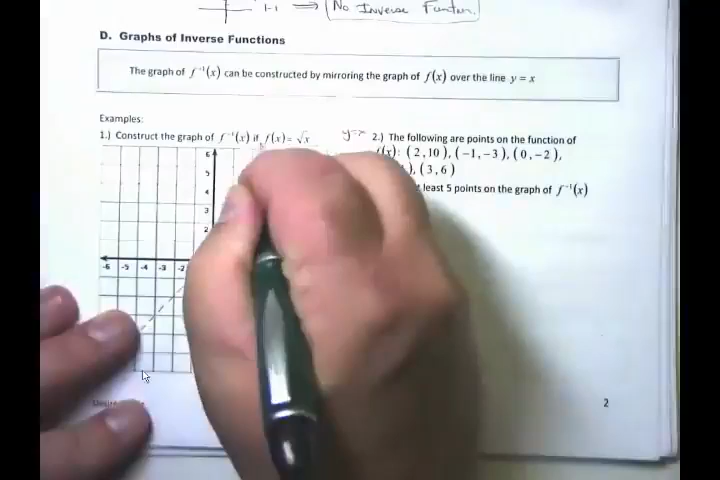 1-1 ⟹ No Inverse Function.
D. Graphs of Inverse Functions
The graph of f⁻¹(x) can be constructed by mirroring the graph of f(x) over the line y = x
Examples:
1.) Construct the graph of f⁻¹(x) if f(x) = √x
y=x
2.) The following are points on the function of
f(x): (2,10), (−1,−3), (0,−2),
), (3,6)
least 5 points on the graph of f⁻¹(x)
6
5
4
3
2
-6 -5 -4 -3 -2
2